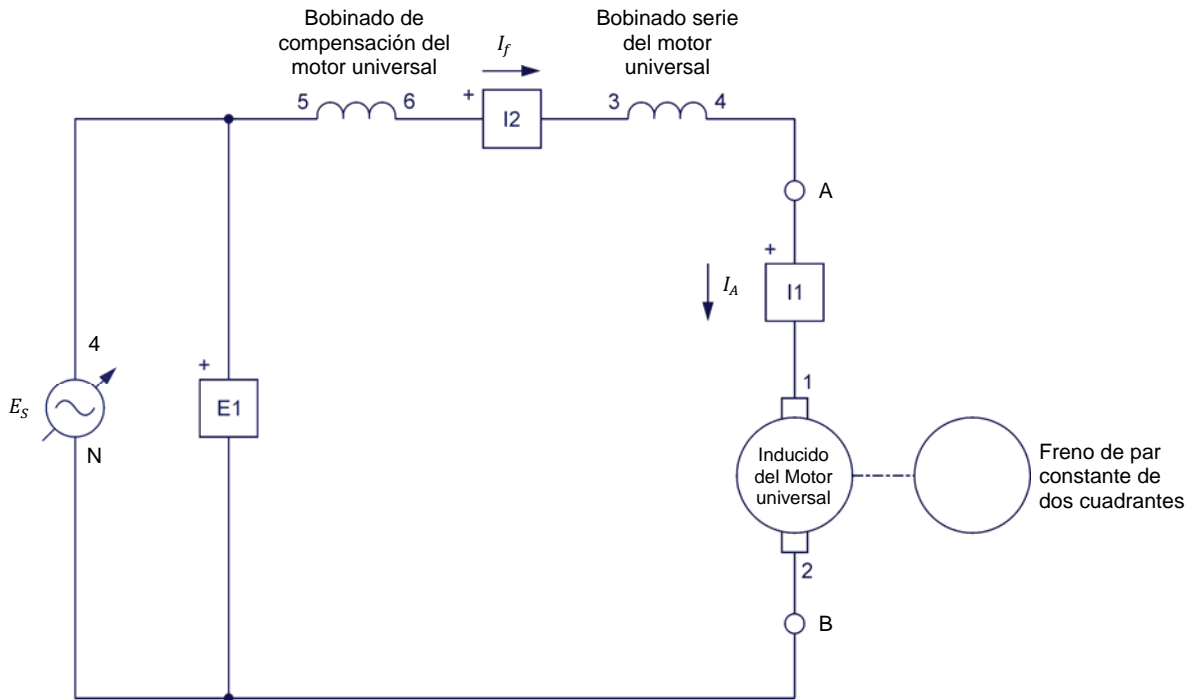 Bobinado de
compensación del
motor universal
I_f
Bobinado serie
del motor
universal
5
6
+
I2
3
4
A
+
I_A
I1
4
+
E_S
E1
N
1
Inducido
del Motor
universal
Freno de par
constante de
dos cuadrantes
2
B